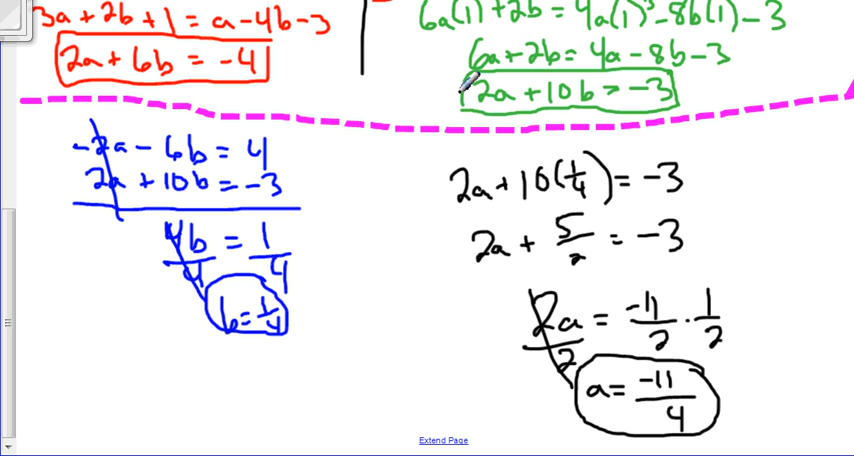 3a + 2b + 1 = a - 4b - 3
2a + 6b = -4
6a(1) + 2b = 4a(1)³ - 8b(1) - 3
6a + 2b = 4a - 8b - 3
2a + 10b = -3
-2a - 6b = 4
2a + 10b = -3
4b/4 = 1/4
b = 1/4
2a + 10(1/4) = -3
2a + 5/2 = -3
2a/2 = -11/2 · 1/2
a = -11/4
Extend Page